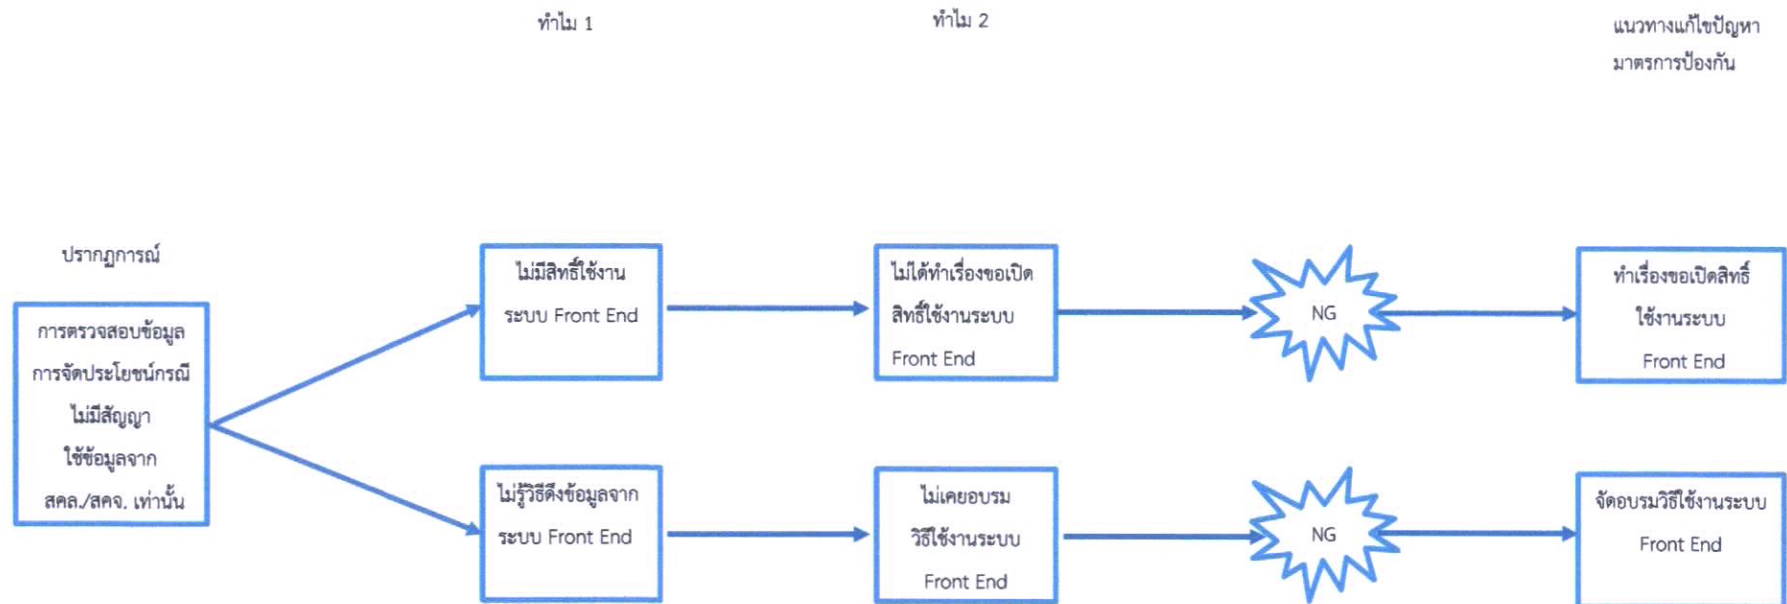 ทำไม 1
ทำไม 2
แนวทางแก้ไขปัญหา
มาตรการป้องกัน
ปรากฏการณ์
การตรวจสอบข้อมูล
การจัดประโยชน์กรณี
ไม่มีสัญญา
ใช้ข้อมูลจาก
สคล./สคจ. เท่านั้น
ไม่มีสิทธิ์ใช้งาน
ระบบ Front End
ไม่ได้ทำเรื่องขอเปิด
สิทธิ์ใช้งานระบบ
Front End
NG
ทำเรื่องขอเปิดสิทธิ์
ใช้งานระบบ
Front End
ไม่รู้วิธีดึงข้อมูลจาก
ระบบ Front End
ไม่เคยอบรม
วิธีใช้งานระบบ
Front End
NG
จัดอบรมวิธีใช้งานระบบ
Front End